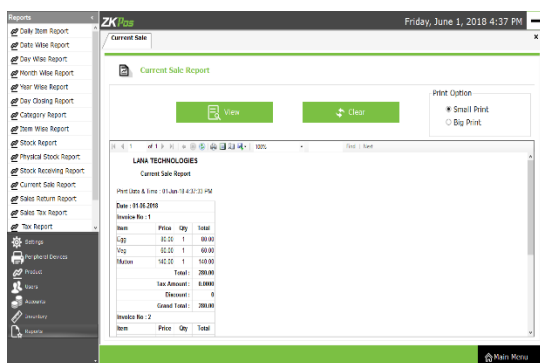 Reports
ZKPos
Friday, June 1, 2018 4:37 PM
Daily Item Report
Date Wise Report
Day Wise Report
Month Wise Report
Year Wise Report
Day Closing Report
Category Report
Item Wise Report
Stock Report
Physical Stock Report
Stock Receiving Report
Current Sale Report
Sales Return Report
Sales Tax Report
Tax Report
Settings
Peripheral Devices
Product
Users
Accounts
Inventory
Reports
Current Sale
x
Current Sale Report
View
Clear
Print Option
Small Print
Big Print
1 of 1
100%
Find | Next
LANA TECHNOLOGIES
Current Sale Report
Print Date & Time : 01-Jun-18 4:37:33 PM
Date : 01.06.2018
Invoice No : 1
Item Price Qty Total
Egg 80.00 1 80.00
Veg 60.00 1 60.00
Mutton 140.00 1 140.00
Total : 280.00
Tax Amount : 0.0000
Discount : 0
Grand Total : 280.00
Invoice No : 2
Item Price Qty Total
Main Menu